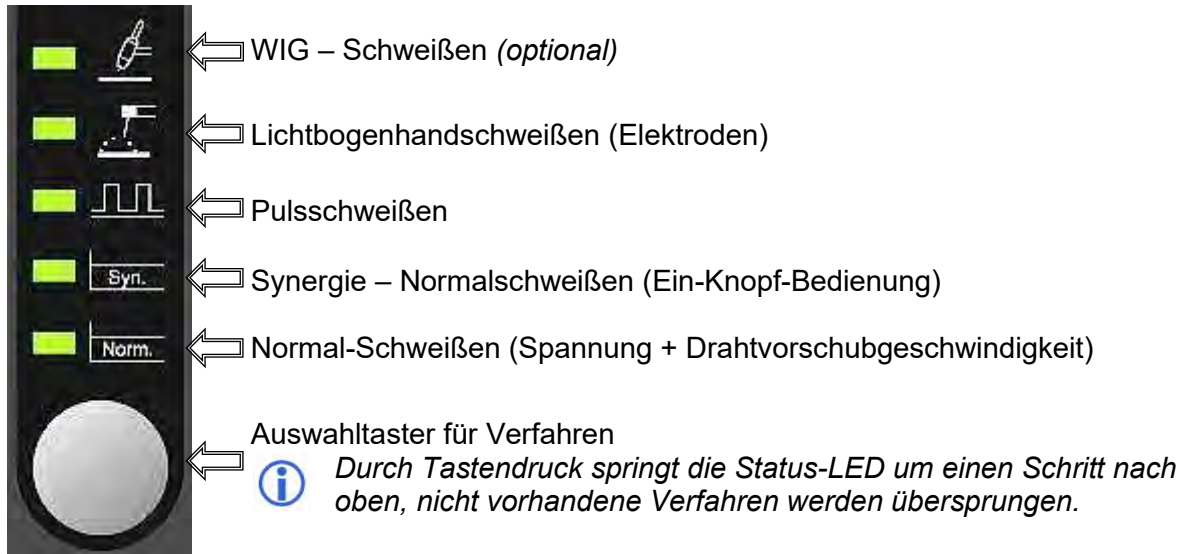 WIG – Schweißen (optional)
Lichtbogenhandschweißen (Elektroden)
Pulsschweißen
Syn.
Synergie – Normalschweißen (Ein-Knopf-Bedienung)
Norm.
Normal-Schweißen (Spannung + Drahtvorschubgeschwindigkeit)
Auswahltaster für Verfahren
i
Durch Tastendruck springt die Status-LED um einen Schritt nach
oben, nicht vorhandene Verfahren werden übersprungen.